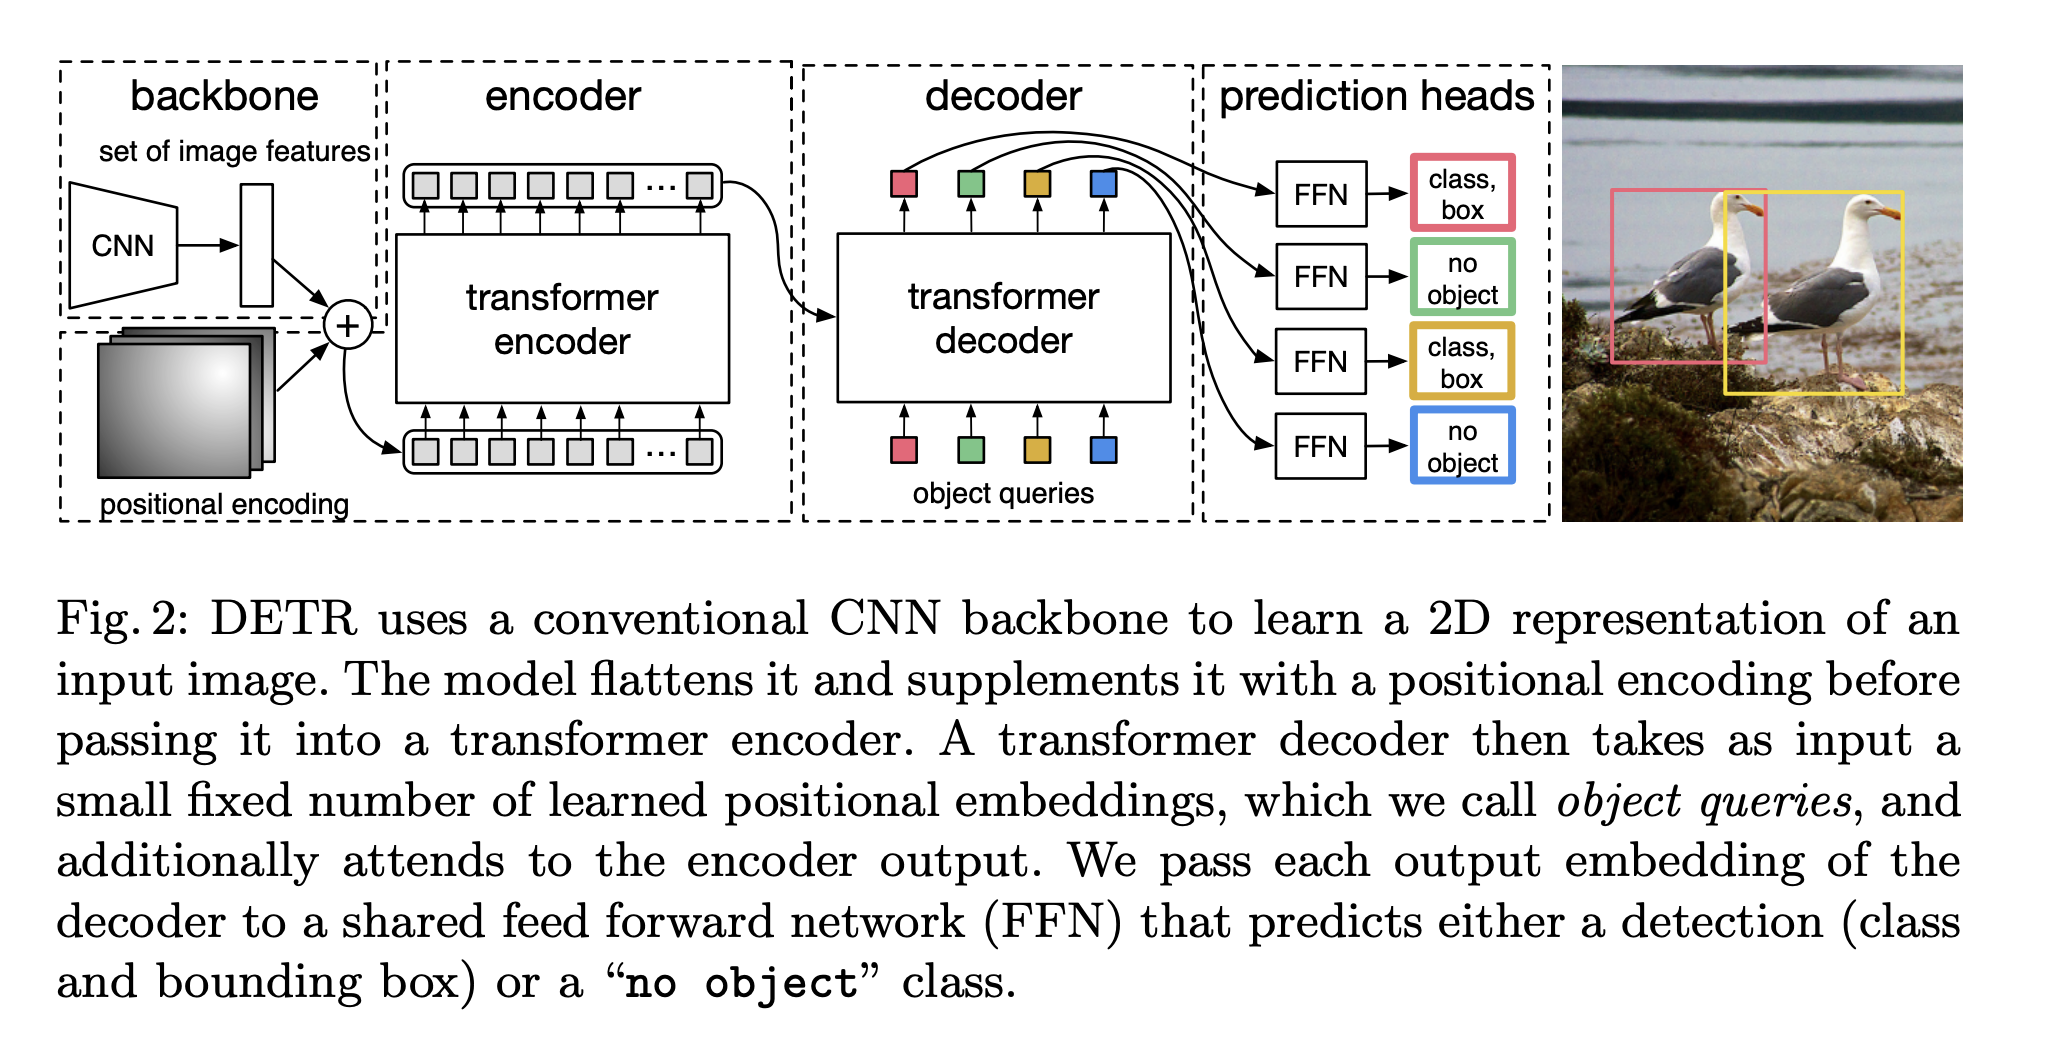 backbone
set of image features
CNN
+
positional encoding
encoder
...
transformer
encoder
...
decoder
transformer
decoder
object queries
prediction heads
FFN
class,
box
FFN
no
object
FFN
class,
box
FFN
no
object
Fig. 2: DETR uses a conventional CNN backbone to learn a 2D representation of an
input image. The model flattens it and supplements it with a positional encoding before
passing it into a transformer encoder. A transformer decoder then takes as input a
small fixed number of learned positional embeddings, which we call object queries, and
additionally attends to the encoder output. We pass each output embedding of the
decoder to a shared feed forward network (FFN) that predicts either a detection (class
and bounding box) or a “no object” class.